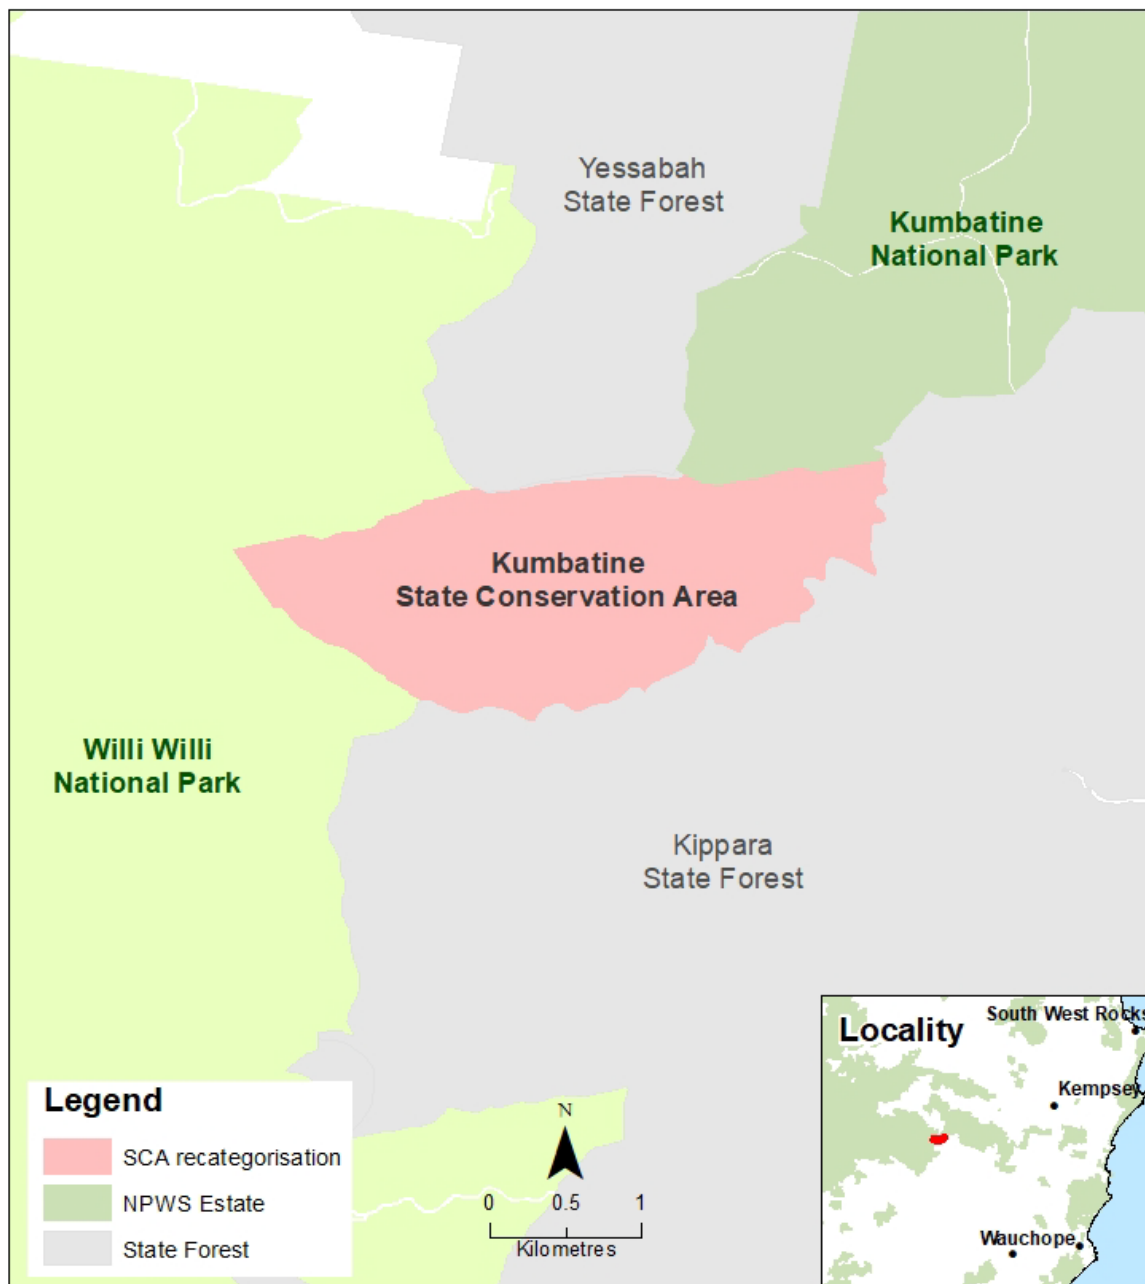 Yessabah
State Forest
Kumbatine
National Park
Kumbatine
State Conservation Area
Willi Willi
National Park
Kippara
State Forest
Legend
SCA recategorisation
NPWS Estate
State Forest
N
0 0.5 1
Kilometres
Locality
South West Rocks
Kempsey
Wauchope